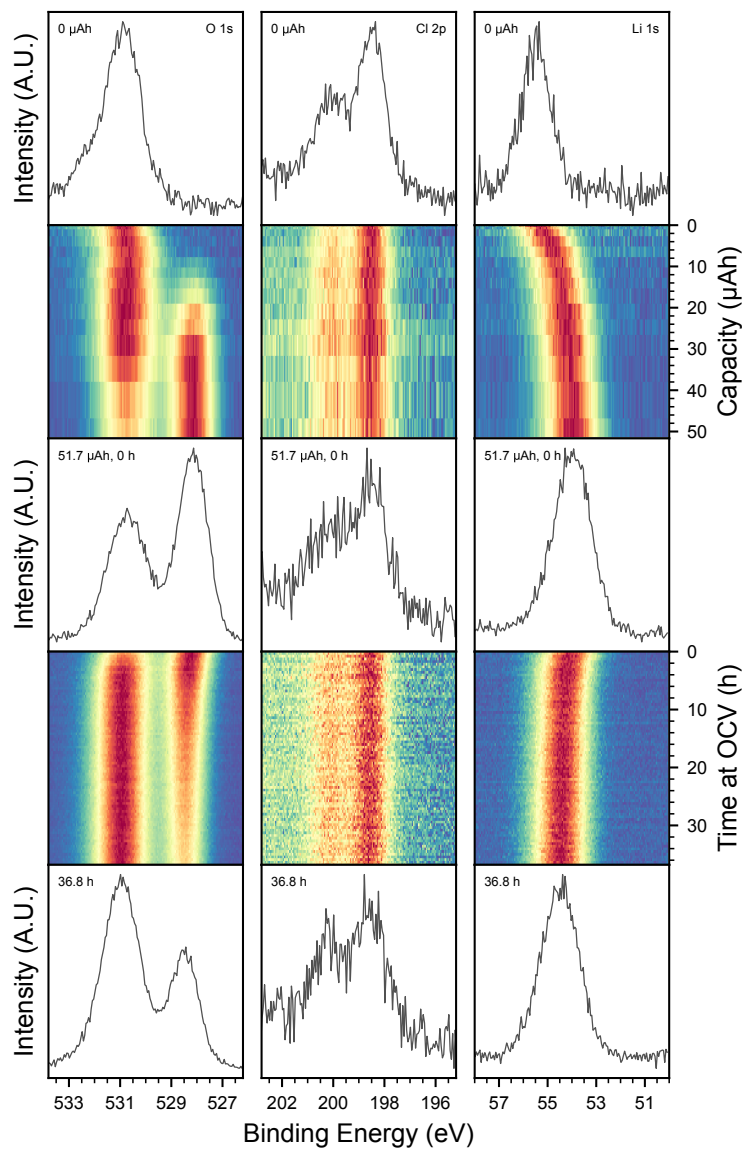 0 µAh
O 1s
0 µAh
Cl 2p
0 µAh
Li 1s
Intensity (A.U.)
0
10
20
30
40
50
Capacity (µAh)
51.7 µAh, 0 h
51.7 µAh, 0 h
51.7 µAh, 0 h
Intensity (A.U.)
0
10
20
30
Time at OCV (h)
36.8 h
36.8 h
36.8 h
Intensity (A.U.)
533 531 529 527
202 200 198 196
57 55 53 51
Binding Energy (eV)